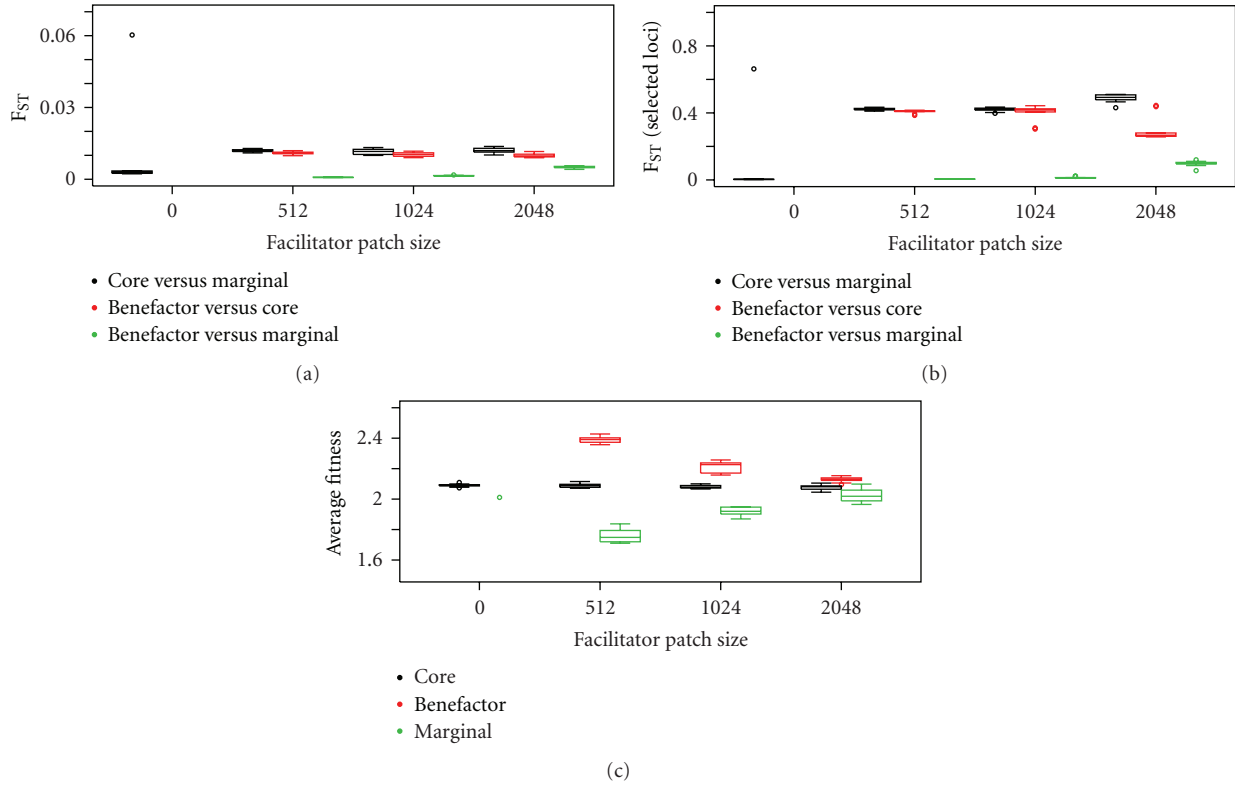 0.06
0.03
0
F_ST
0 512 1024 2048
Facilitator patch size
• Core versus marginal
• Benefactor versus core
• Benefactor versus marginal
(a)
0.8
0.4
0
F_ST (selected loci)
0 512 1024 2048
Facilitator patch size
• Core versus marginal
• Benefactor versus core
• Benefactor versus marginal
(b)
2.4
2
1.6
Average fitness
0 512 1024 2048
Facilitator patch size
• Core
• Benefactor
• Marginal
(c)